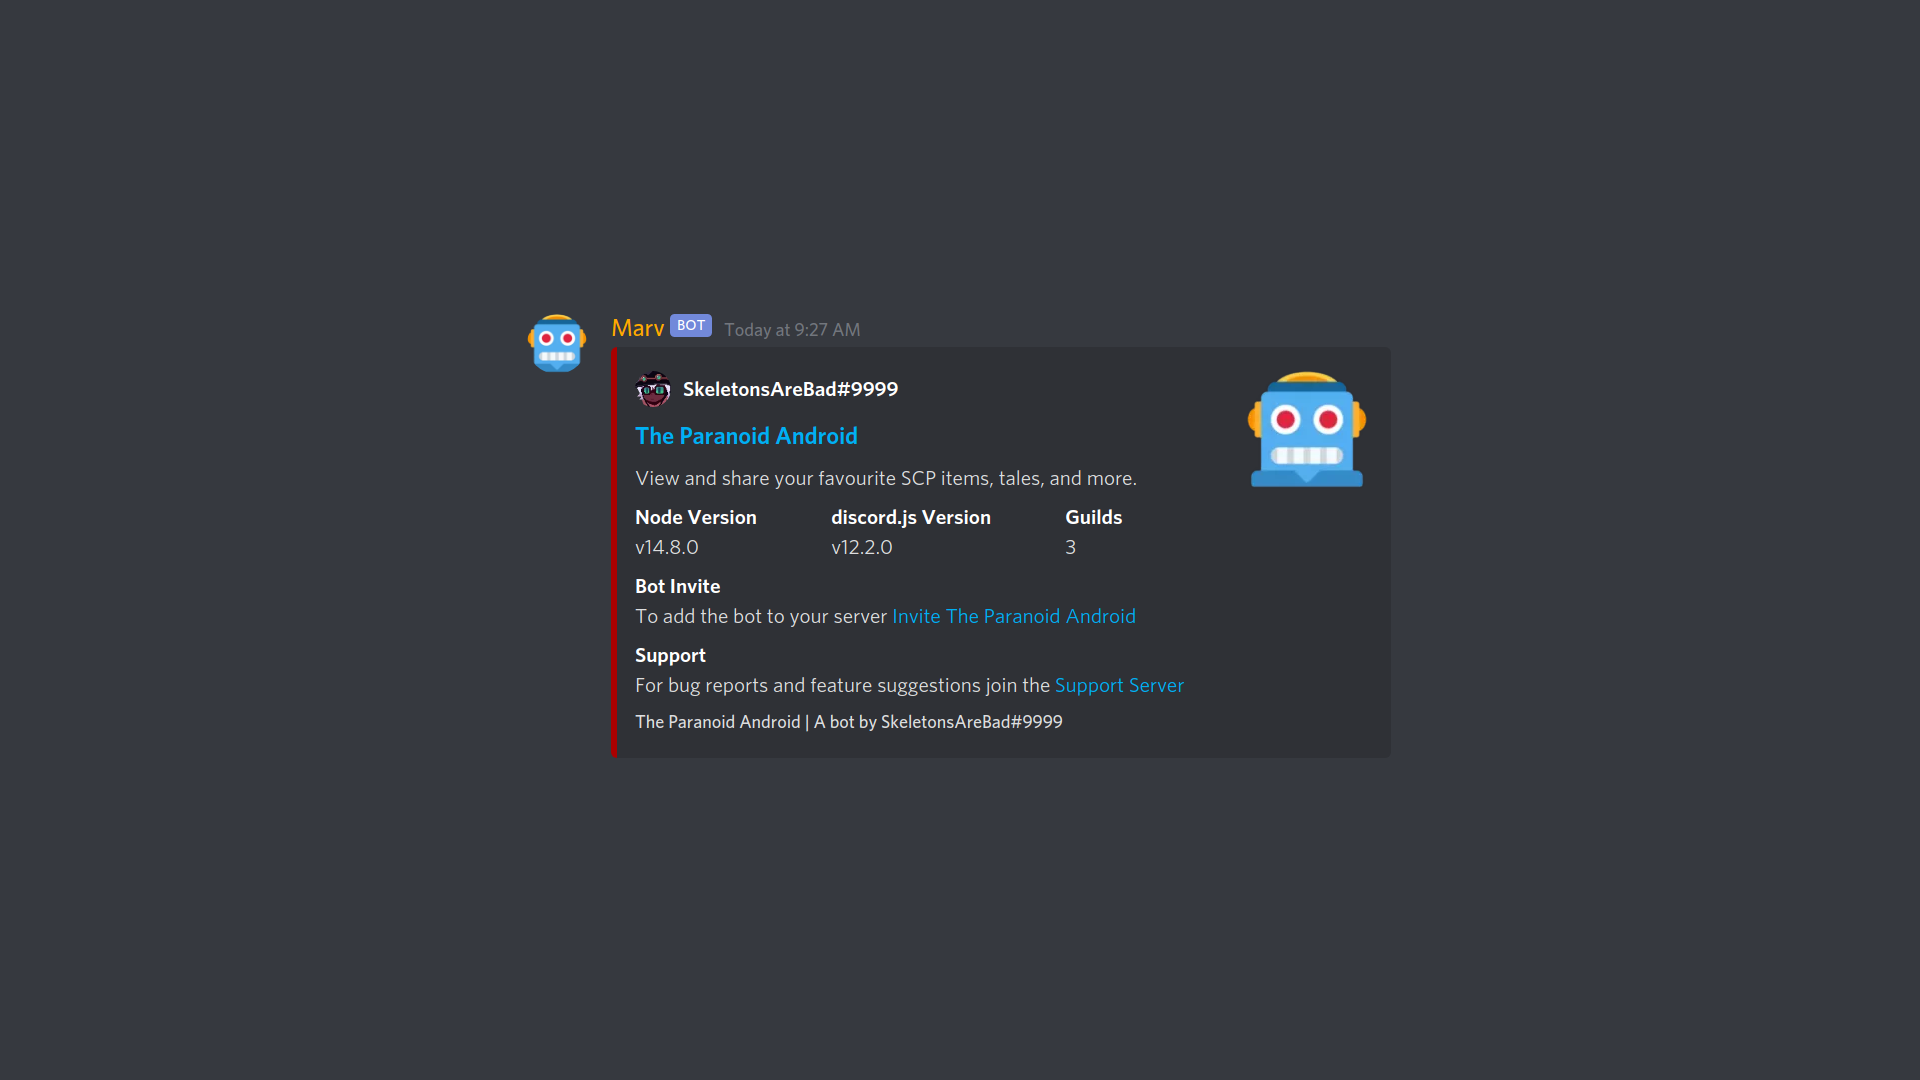 Marv BOT Today at 9:27 AM
SkeletonsAreBad#9999
The Paranoid Android
View and share your favourite SCP items, tales, and more.
Node Version discord.js Version Guilds
v14.8.0 v12.2.0 3
Bot Invite
To add the bot to your server Invite The Paranoid Android
Support
For bug reports and feature suggestions join the Support Server
The Paranoid Android | A bot by SkeletonsAreBad#9999